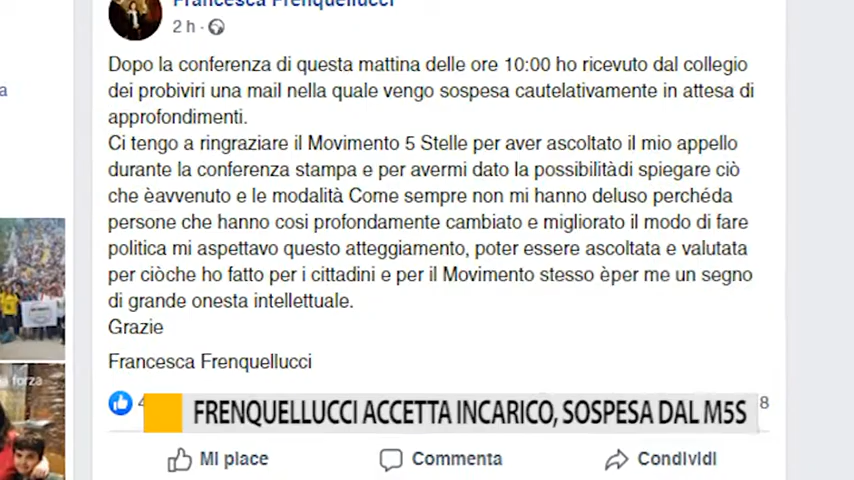 Francesca Frenquellucci
2 h ·
Dopo la conferenza di questa mattina delle ore 10:00 ho ricevuto dal collegio
dei probiviri una mail nella quale vengo sospesa cautelativamente in attesa di
approfondimenti.
Ci tengo a ringraziare il Movimento 5 Stelle per aver ascoltato il mio appello
durante la conferenza stampa e per avermi dato la possibilitàdi spiegare ciò
che èavvenuto e le modalità Come sempre non mi hanno deluso perchéda
persone che hanno cosi profondamente cambiato e migliorato il modo di fare
politica mi aspettavo questo atteggiamento, poter essere ascoltata e valutata
per ciòche ho fatto per i cittadini e per il Movimento stesso èper me un segno
di grande onesta intellettuale.
Grazie
Francesca Frenquellucci
FRENQUELLUCCI ACCETTA INCARICO, SOSPESA DAL M5S
Mi piace
Commenta
Condividi